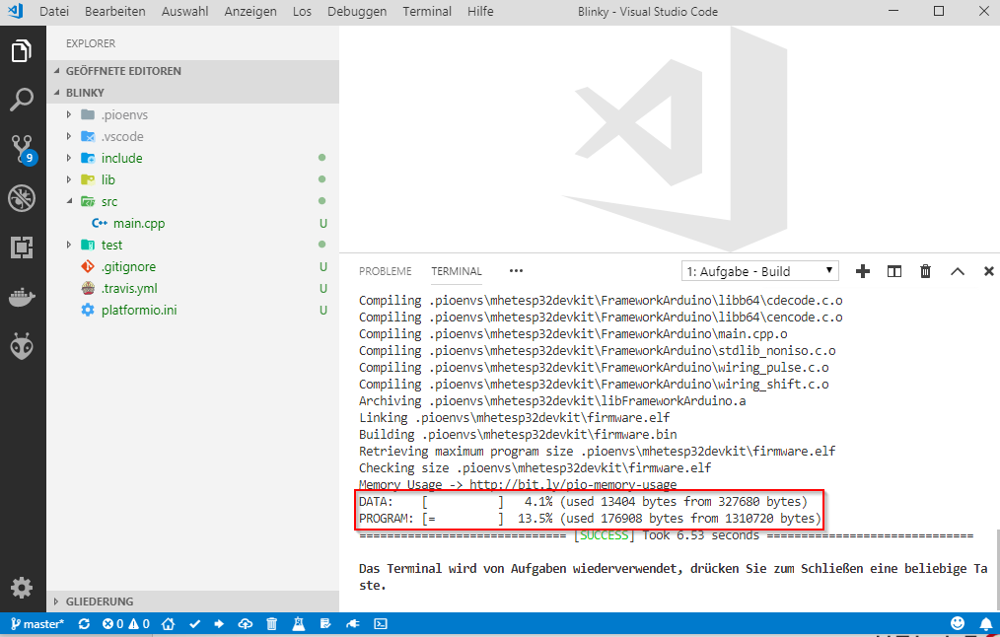 Datei Bearbeiten Auswahl Anzeigen Los Debuggen Terminal Hilfe Blinky - Visual Studio Code
EXPLORER
GEÖFFNETE EDITOREN
BLINKY
.pioenvs
.vscode
include
lib
src
main.cpp U
test
.gitignore U
.travis.yml U
platformio.ini U
GLIEDERUNG
9
PROBLEME TERMINAL ••• 1: Aufgabe - Build
Compiling .pioenvs\mhetesp32devkit\FrameworkArduino\libb64\cdecode.c.o
Compiling .pioenvs\mhetesp32devkit\FrameworkArduino\libb64\cencode.c.o
Compiling .pioenvs\mhetesp32devkit\FrameworkArduino\main.cpp.o
Compiling .pioenvs\mhetesp32devkit\FrameworkArduino\stdlib_noniso.c.o
Compiling .pioenvs\mhetesp32devkit\FrameworkArduino\wiring_pulse.c.o
Compiling .pioenvs\mhetesp32devkit\FrameworkArduino\wiring_shift.c.o
Archiving .pioenvs\mhetesp32devkit\libFrameworkArduino.a
Linking .pioenvs\mhetesp32devkit\firmware.elf
Building .pioenvs\mhetesp32devkit\firmware.bin
Retrieving maximum program size .pioenvs\mhetesp32devkit\firmware.elf
Checking size .pioenvs\mhetesp32devkit\firmware.elf
Memory Usage -> http://bit.ly/pio-memory-usage
DATA:    [          ]   4.1% (used 13404 bytes from 327680 bytes)
PROGRAM: [=         ]  13.5% (used 176908 bytes from 1310720 bytes)
============================== [SUCCESS] Took 6.53 seconds ==============================
Das Terminal wird von Aufgaben wiederverwendet, drücken Sie zum Schließen eine beliebige Ta
ste.
master* 0 0